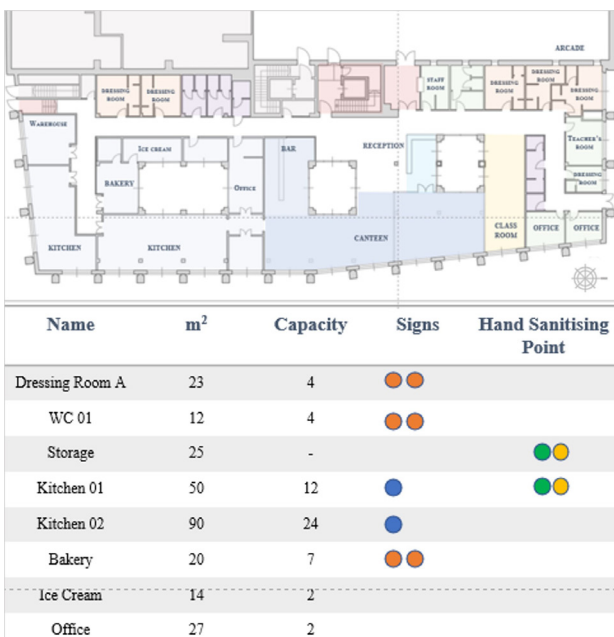 ARCADE
DRESSING ROOM
DRESSING ROOM
STAFF ROOM
DRESSING ROOM
DRESSING ROOM
DRESSING ROOM
WAREHOUSE
ICE CREAM
BAR
RECEPTION
TEACHER'S ROOM
BAKERY
OFFICE
DRESSING ROOM
KITCHEN
KITCHEN
CANTEEN
CLASS ROOM
OFFICE
OFFICE
Name m² Capacity Signs Hand Sanitising Point
Dressing Room A 23 4
WC 01 12 4
Storage 25 -
Kitchen 01 50 12
Kitchen 02 90 24
Bakery 20 7
Ice Cream 14 2
Office 27 2